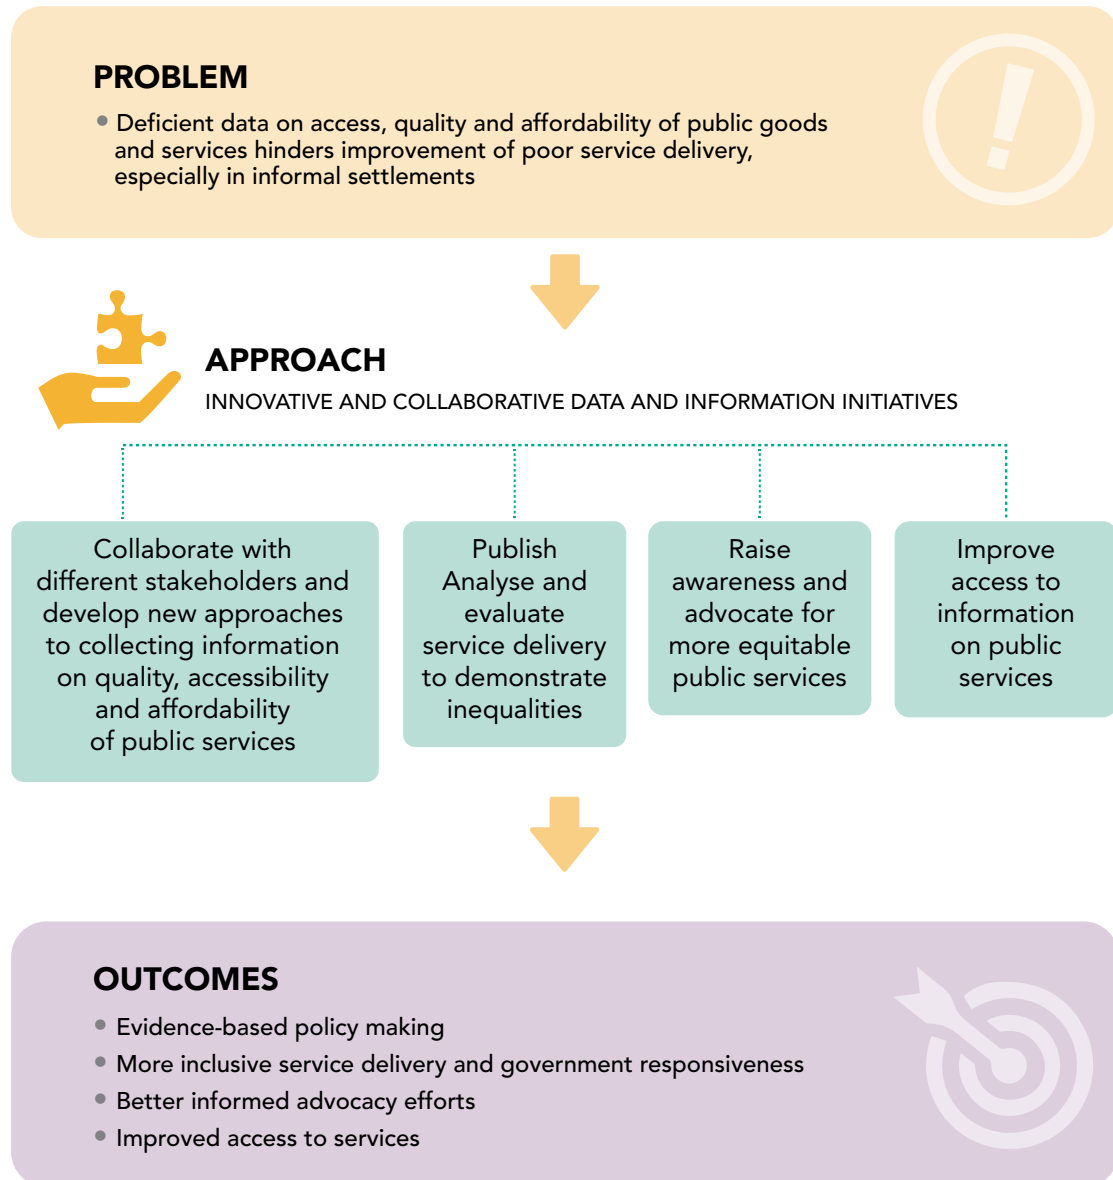 PROBLEM
• Deficient data on access, quality and affordability of public goods
and services hinders improvement of poor service delivery,
especially in informal settlements
APPROACH
INNOVATIVE AND COLLABORATIVE DATA AND INFORMATION INITIATIVES
Collaborate with
different stakeholders and
develop new approaches
to collecting information
on quality, accessibility
and affordability
of public services
Publish
Analyse and
evaluate
service delivery
to demonstrate
inequalities
Raise
awareness and
advocate for
more equitable
public services
Improve
access to
information
on public
services
OUTCOMES
• Evidence-based policy making
• More inclusive service delivery and government responsiveness
• Better informed advocacy efforts
• Improved access to services